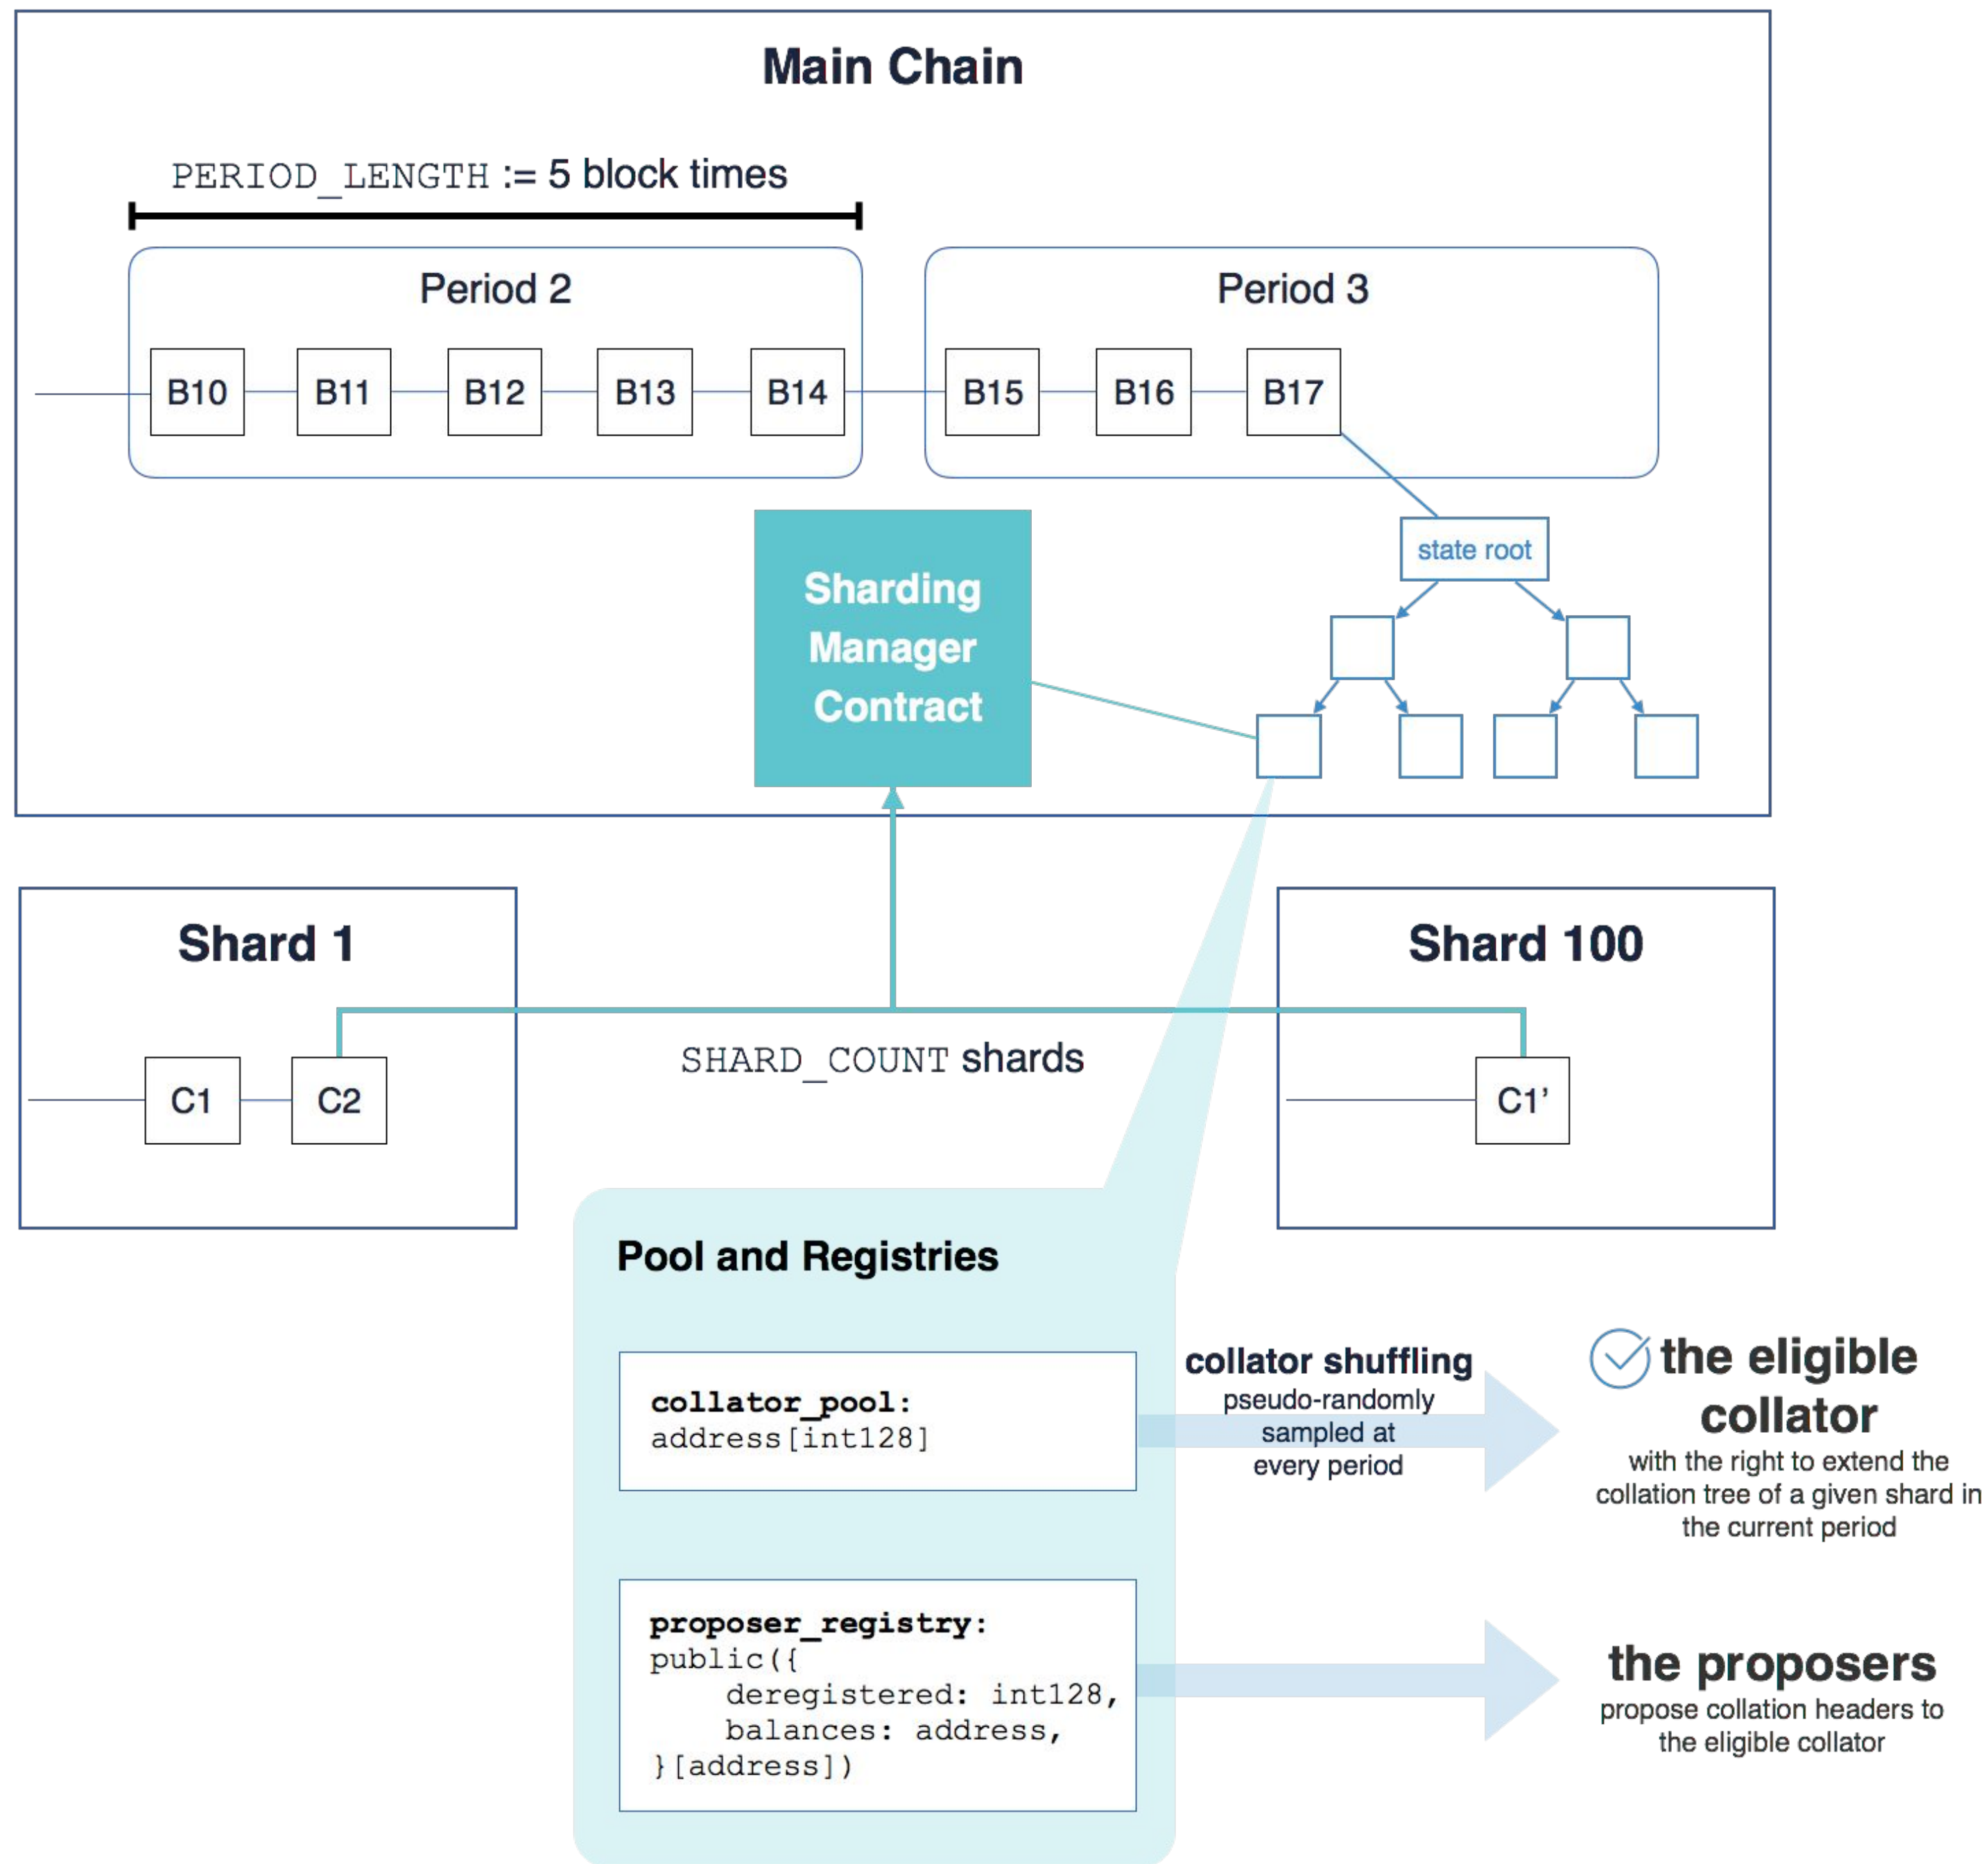 Main Chain
PERIOD_LENGTH := 5 block times
Period 2
Period 3
B10
B11
B12
B13
B14
B15
B16
B17
state root
Sharding
Manager
Contract
Shard 1
Shard 100
SHARD_COUNT shards
C1
C2
C1’
Pool and Registries
collator_pool:
address[int128]
collator shuffling
pseudo-randomly
sampled at
every period
the eligible
collator
with the right to extend the
collation tree of a given shard in
the current period
proposer_registry:
public({
deregistered: int128,
balances: address,
}[address])
the proposers
propose collation headers to
the eligible collator